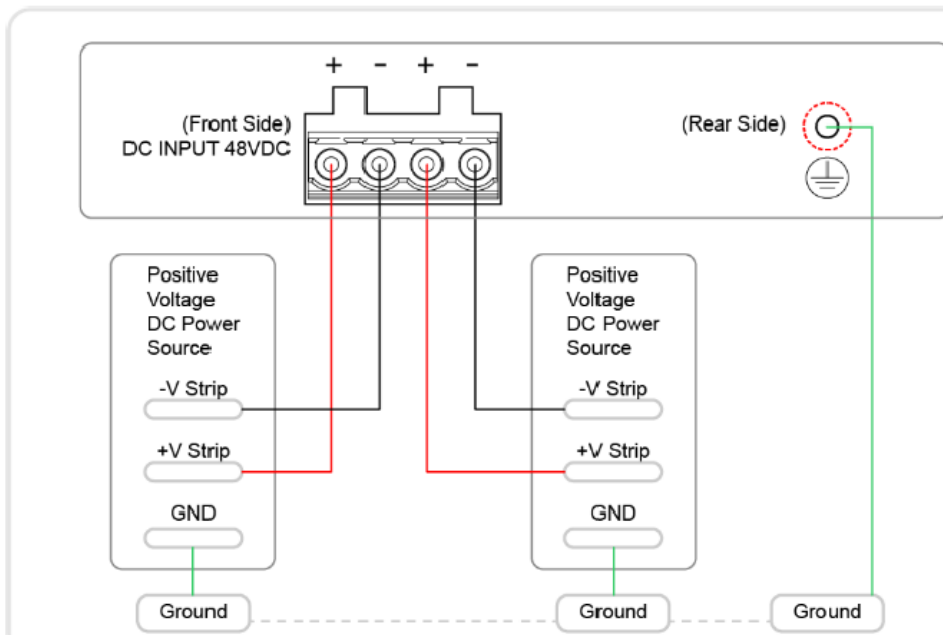 + - + -
(Front Side)
DC INPUT 48VDC
(Rear Side)
Positive
Voltage
DC Power
Source
-V Strip
+V Strip
GND
Positive
Voltage
DC Power
Source
-V Strip
+V Strip
GND
Ground
Ground
Ground